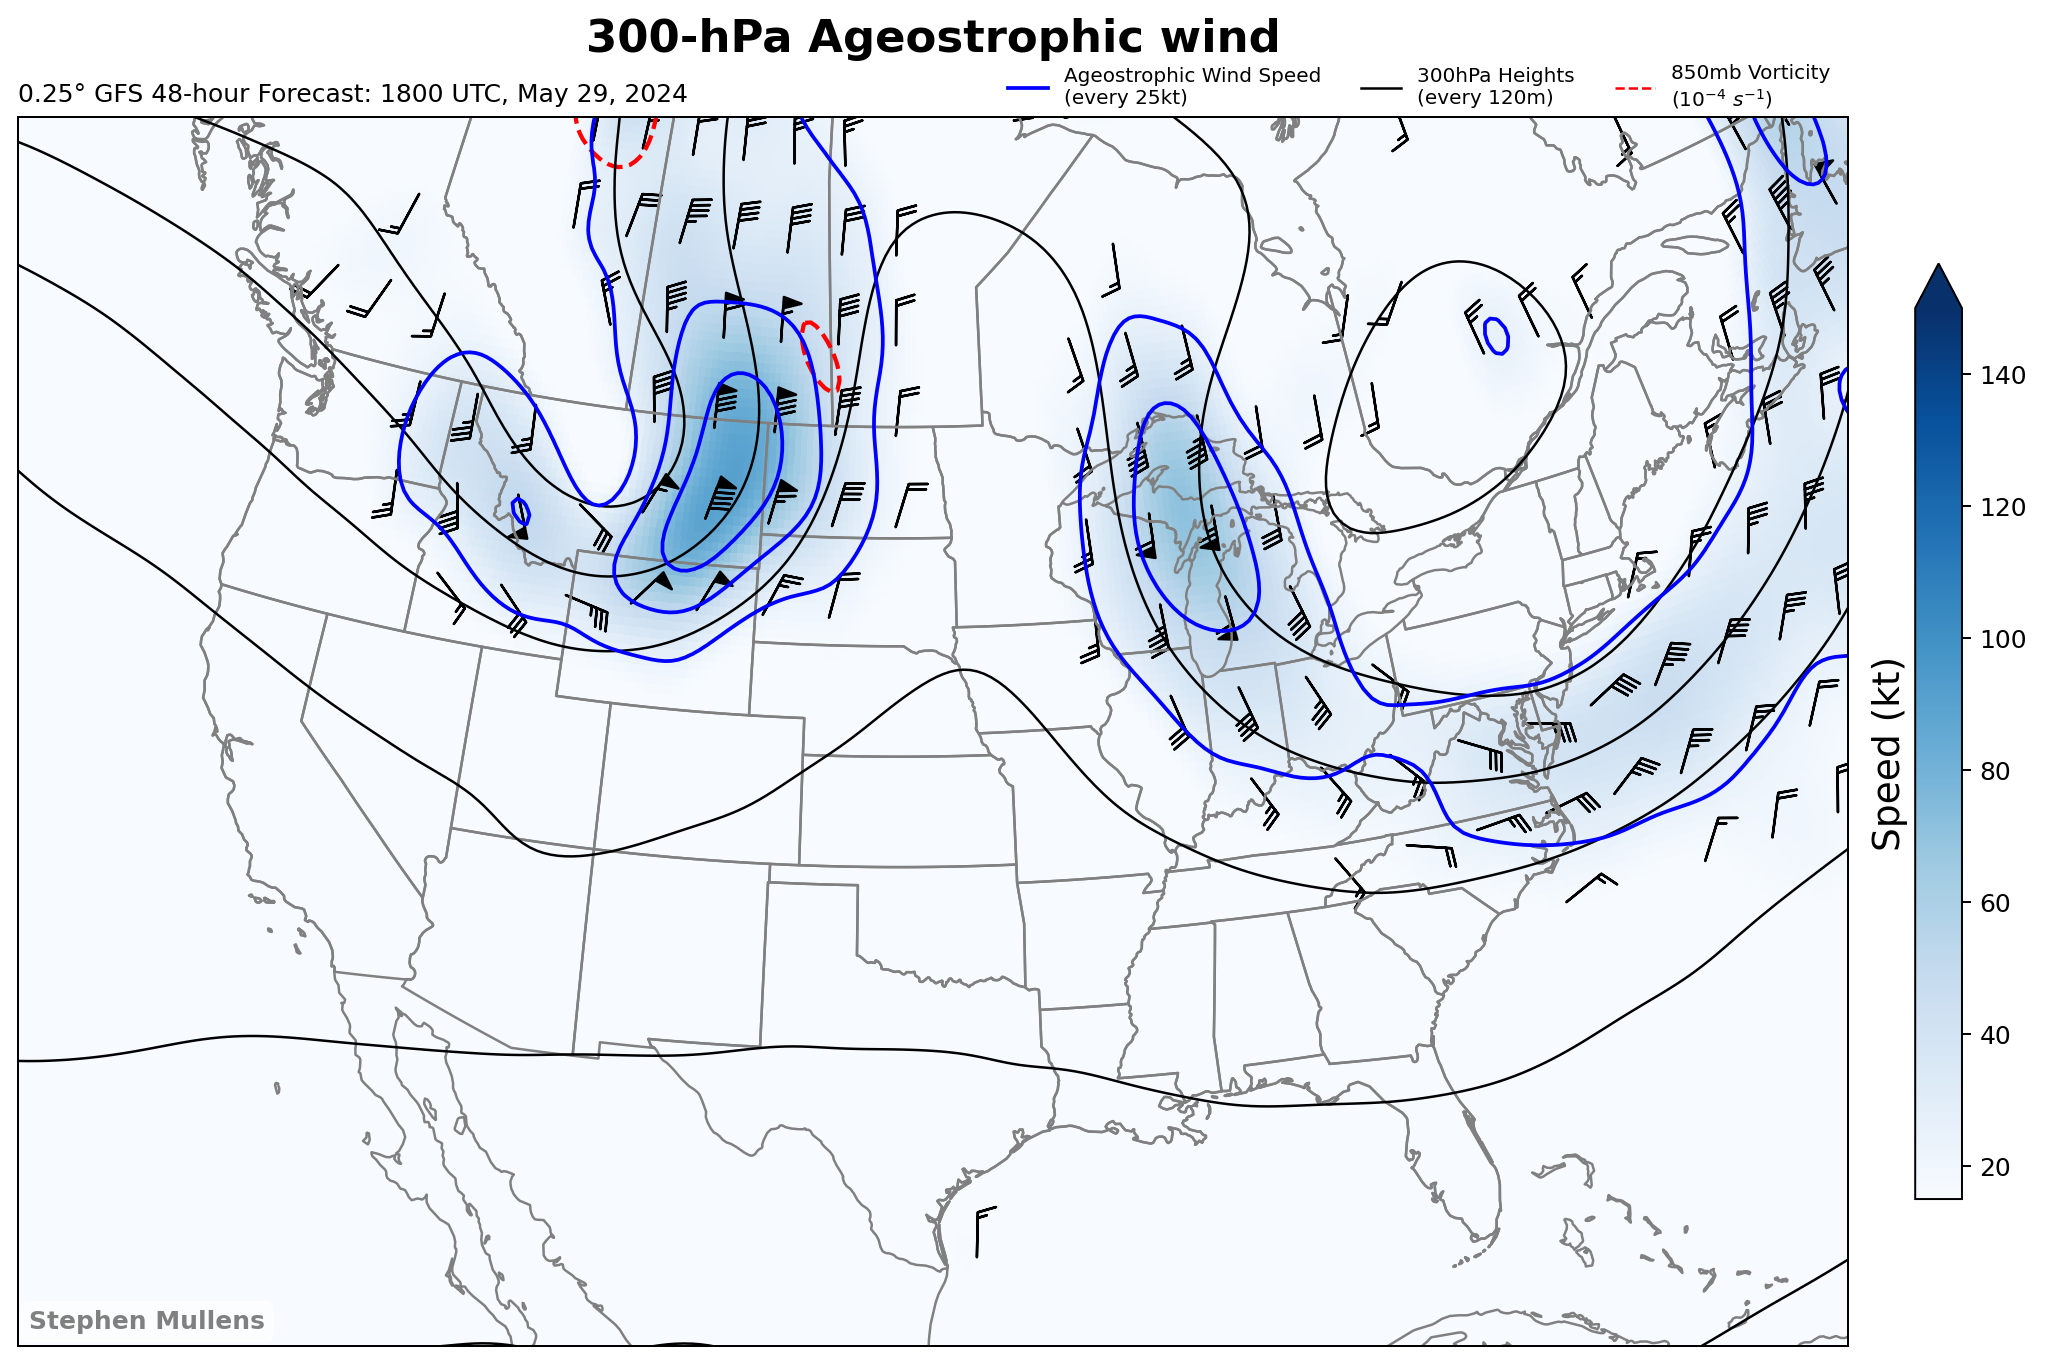 300-hPa Ageostrophic wind
0.25° GFS 48-hour Forecast: 1800 UTC, May 29, 2024
Ageostrophic Wind Speed
(every 25kt)
300hPa Heights
(every 120m)
850mb Vorticity
(10⁻⁴ s⁻¹)
140
120
100
80
60
40
20
Speed (kt)
Stephen Mullens